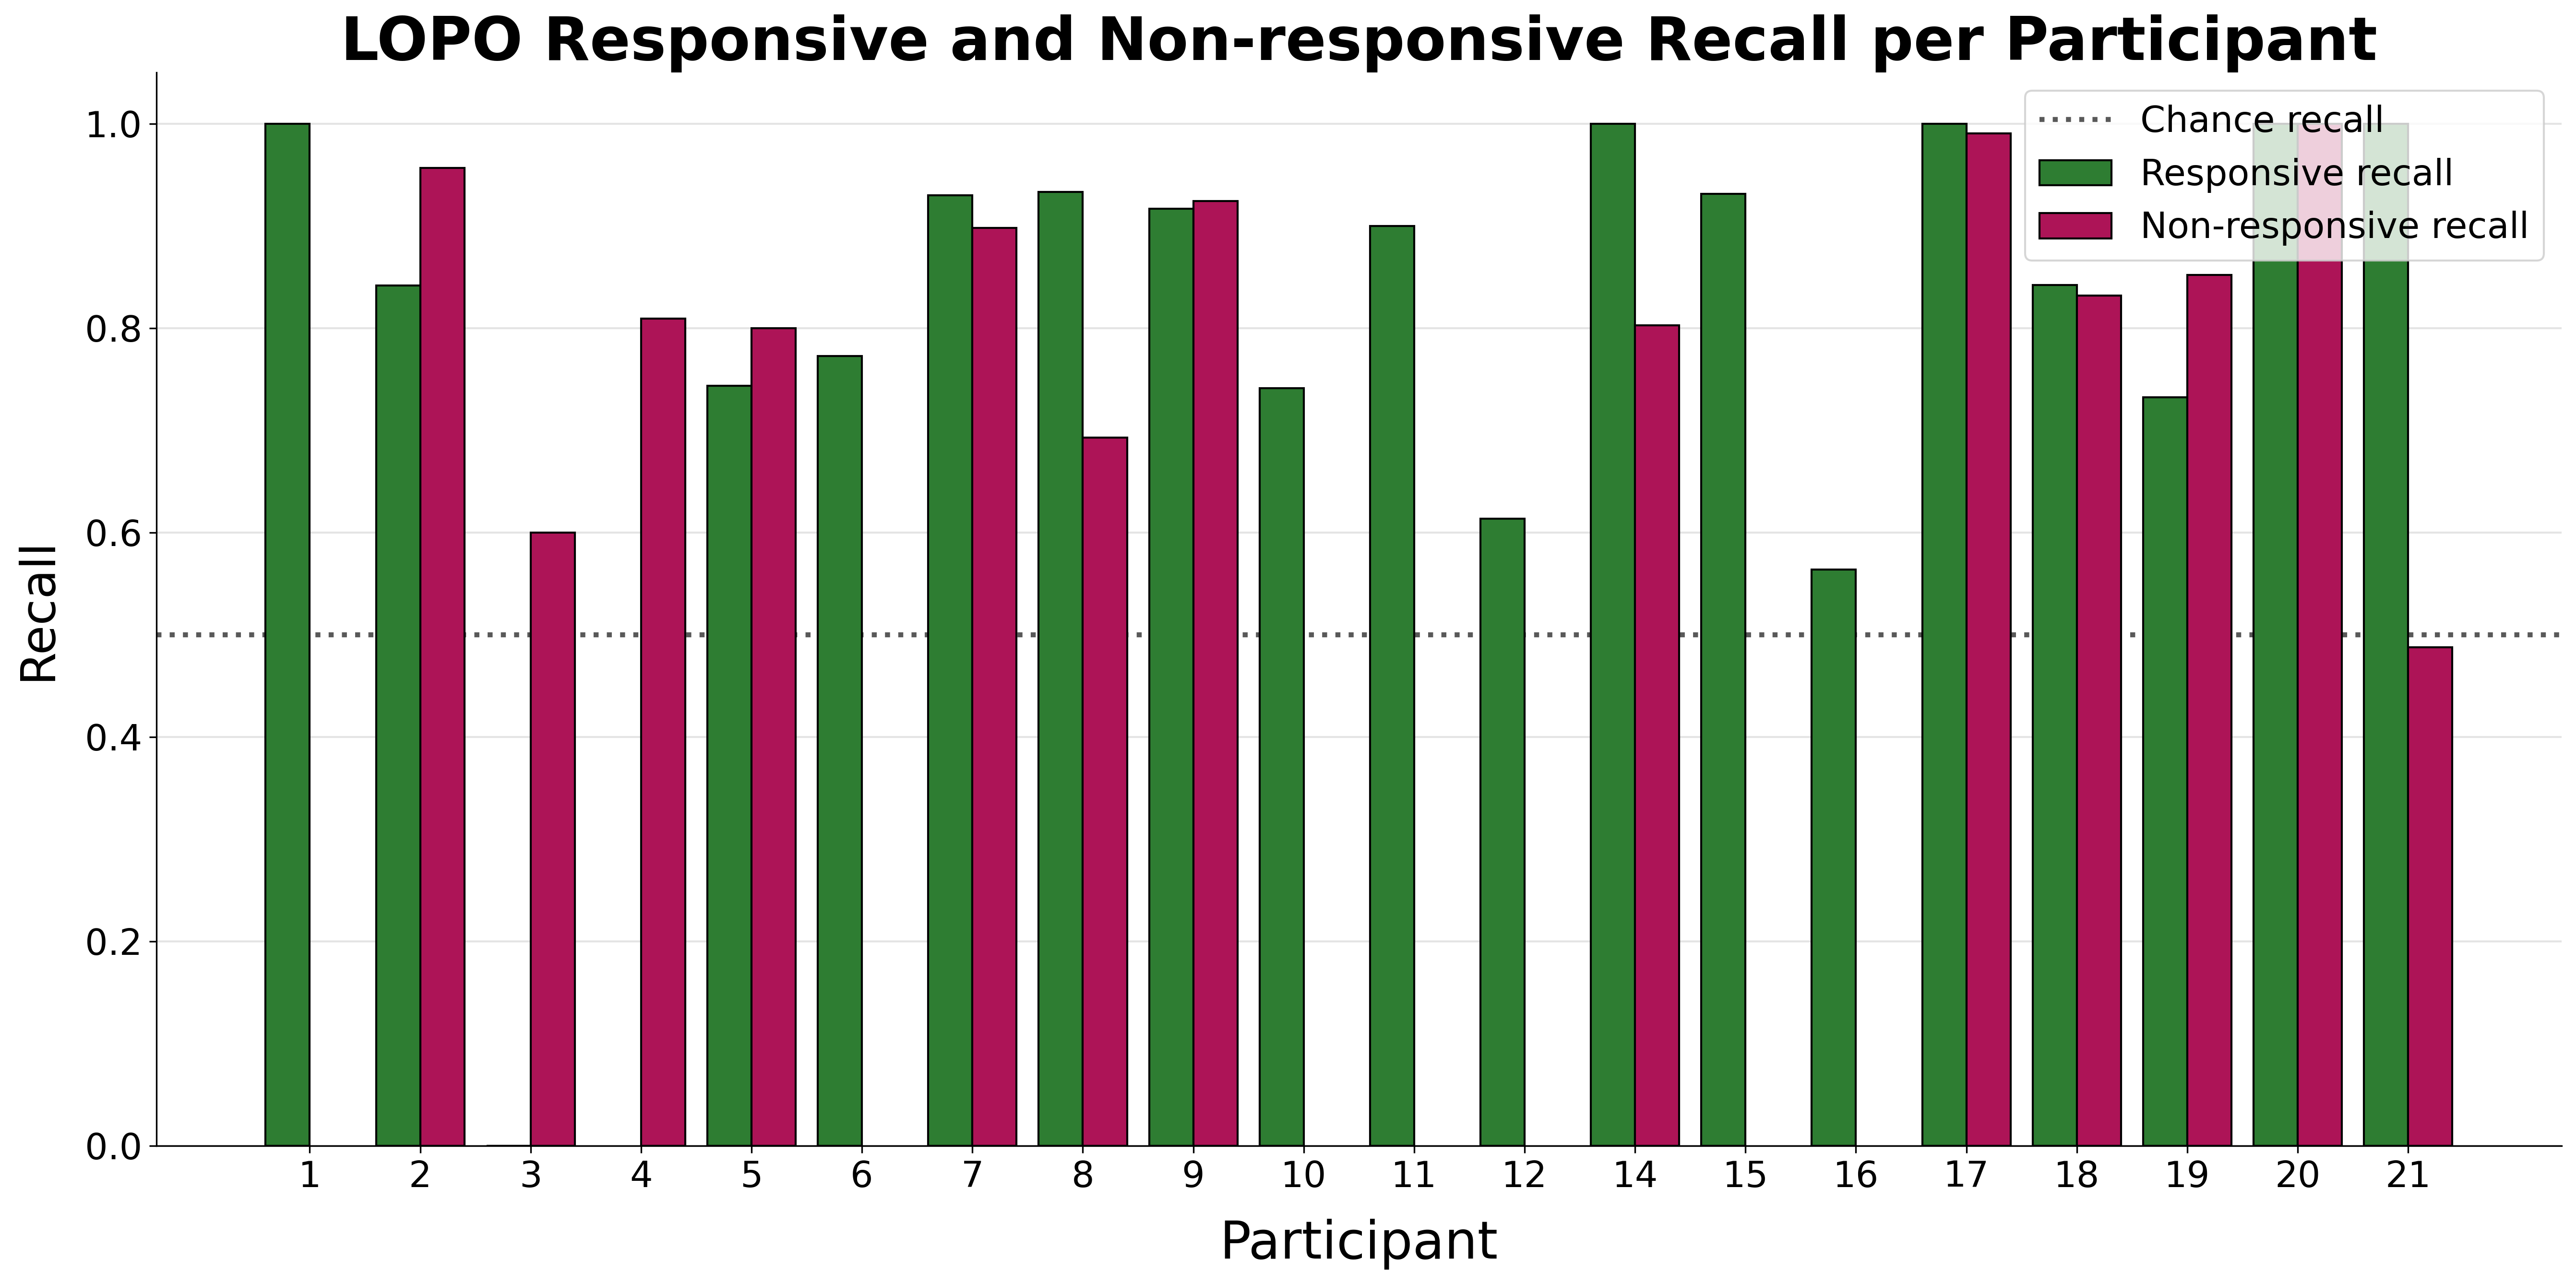 LOPO Responsive and Non-responsive Recall per Participant
Chance recall
Responsive recall
Non-responsive recall
1.0
0.8
0.6
0.4
0.2
0.0
Recall
1 2 3 4 5 6 7 8 9 10 11 12 14 15 16 17 18 19 20 21
Participant